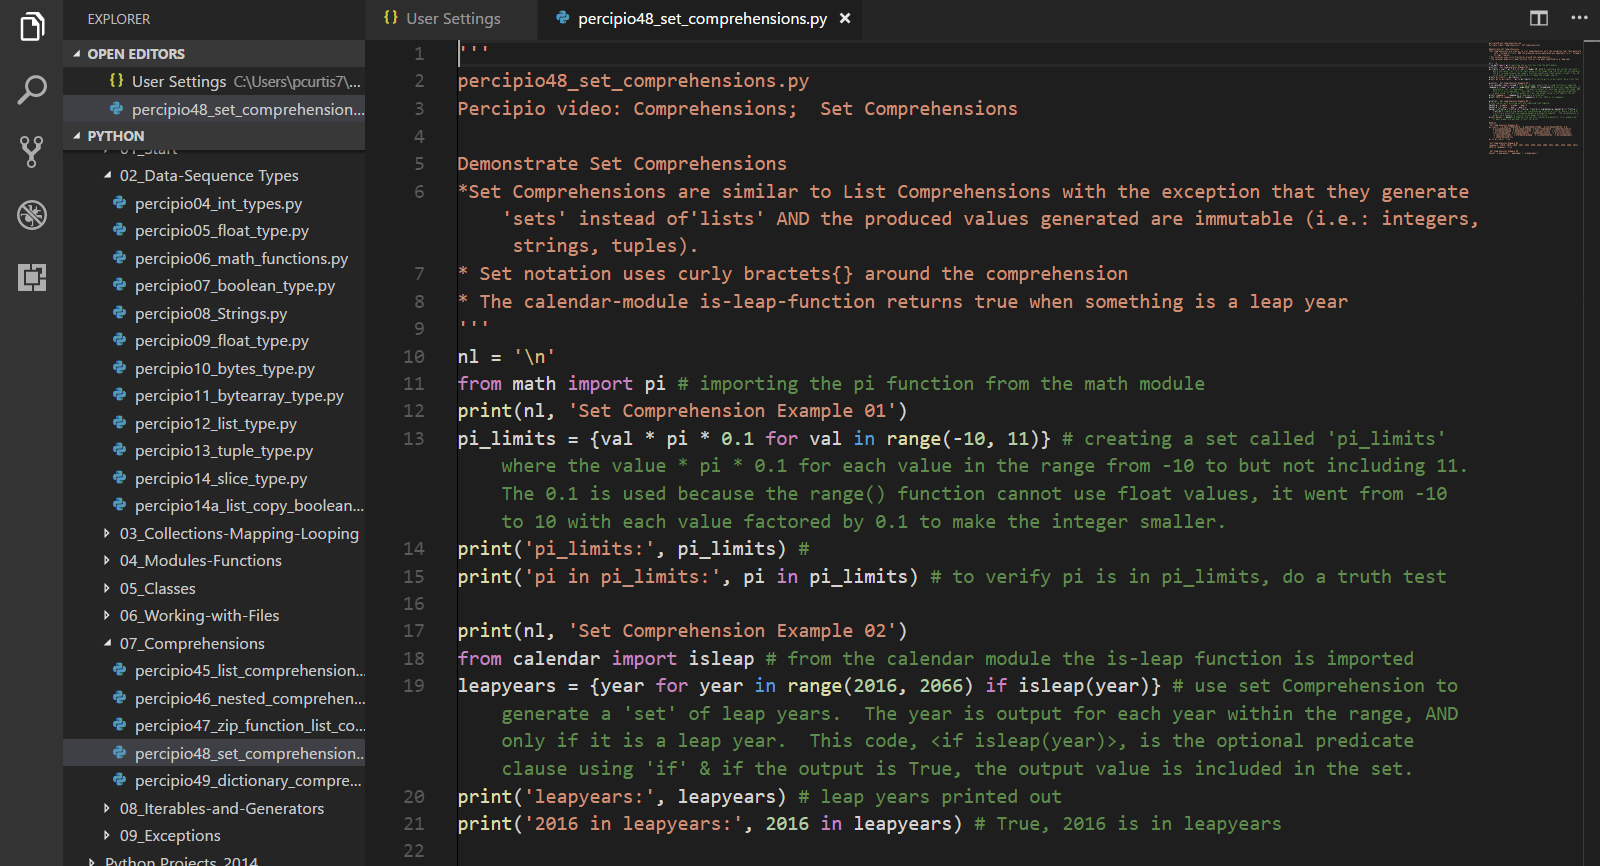 EXPLORER
OPEN EDITORS
{} User Settings C:\Users\pcurtis7\...
percipio48_set_comprehension...
PYTHON
01_Start
02_Data-Sequence Types
percipio04_int_types.py
percipio05_float_type.py
percipio06_math_functions.py
percipio07_boolean_type.py
percipio08_Strings.py
percipio09_float_type.py
percipio10_bytes_type.py
percipio11_bytearray_type.py
percipio12_list_type.py
percipio13_tuple_type.py
percipio14_slice_type.py
percipio14a_list_copy_boolean...
03_Collections-Mapping-Looping
04_Modules-Functions
05_Classes
06_Working-with-Files
07_Comprehensions
percipio45_list_comprehension...
percipio46_nested_comprehen...
percipio47_zip_function_list_co...
percipio48_set_comprehension...
percipio49_dictionary_compre...
08_Iterables-and-Generators
09_Exceptions
Python Projects_2014
{} User Settings
percipio48_set_comprehensions.py ×
1 '''
2 percipio48_set_comprehensions.py
3 Percipio video: Comprehensions;  Set Comprehensions
4
5 Demonstrate Set Comprehensions
6 *Set Comprehensions are similar to List Comprehensions with the exception that they generate
'sets' instead of'lists' AND the produced values generated are immutable (i.e.: integers,
strings, tuples).
7 * Set notation uses curly bractets{} around the comprehension
8 * The calendar-module is-leap-function returns true when something is a leap year
9 '''
10 nl = '\n'
11 from math import pi # importing the pi function from the math module
12 print(nl, 'Set Comprehension Example 01')
13 pi_limits = {val * pi * 0.1 for val in range(-10, 11)} # creating a set called 'pi_limits'
where the value * pi * 0.1 for each value in the range from -10 to but not including 11.
The 0.1 is used because the range() function cannot use float values, it went from -10
to 10 with each value factored by 0.1 to make the integer smaller.
14 print('pi_limits:', pi_limits) #
15 print('pi in pi_limits:', pi in pi_limits) # to verify pi is in pi_limits, do a truth test
16
17 print(nl, 'Set Comprehension Example 02')
18 from calendar import isleap # from the calendar module the is-leap function is imported
19 leapyears = {year for year in range(2016, 2066) if isleap(year)} # use set Comprehension to
generate a 'set' of leap years.  The year is output for each year within the range, AND
only if it is a leap year.  This code, <if isleap(year)>, is the optional predicate
clause using 'if' & if the output is True, the output value is included in the set.
20 print('leapyears:', leapyears) # leap years printed out
21 print('2016 in leapyears:', 2016 in leapyears) # True, 2016 is in leapyears
22